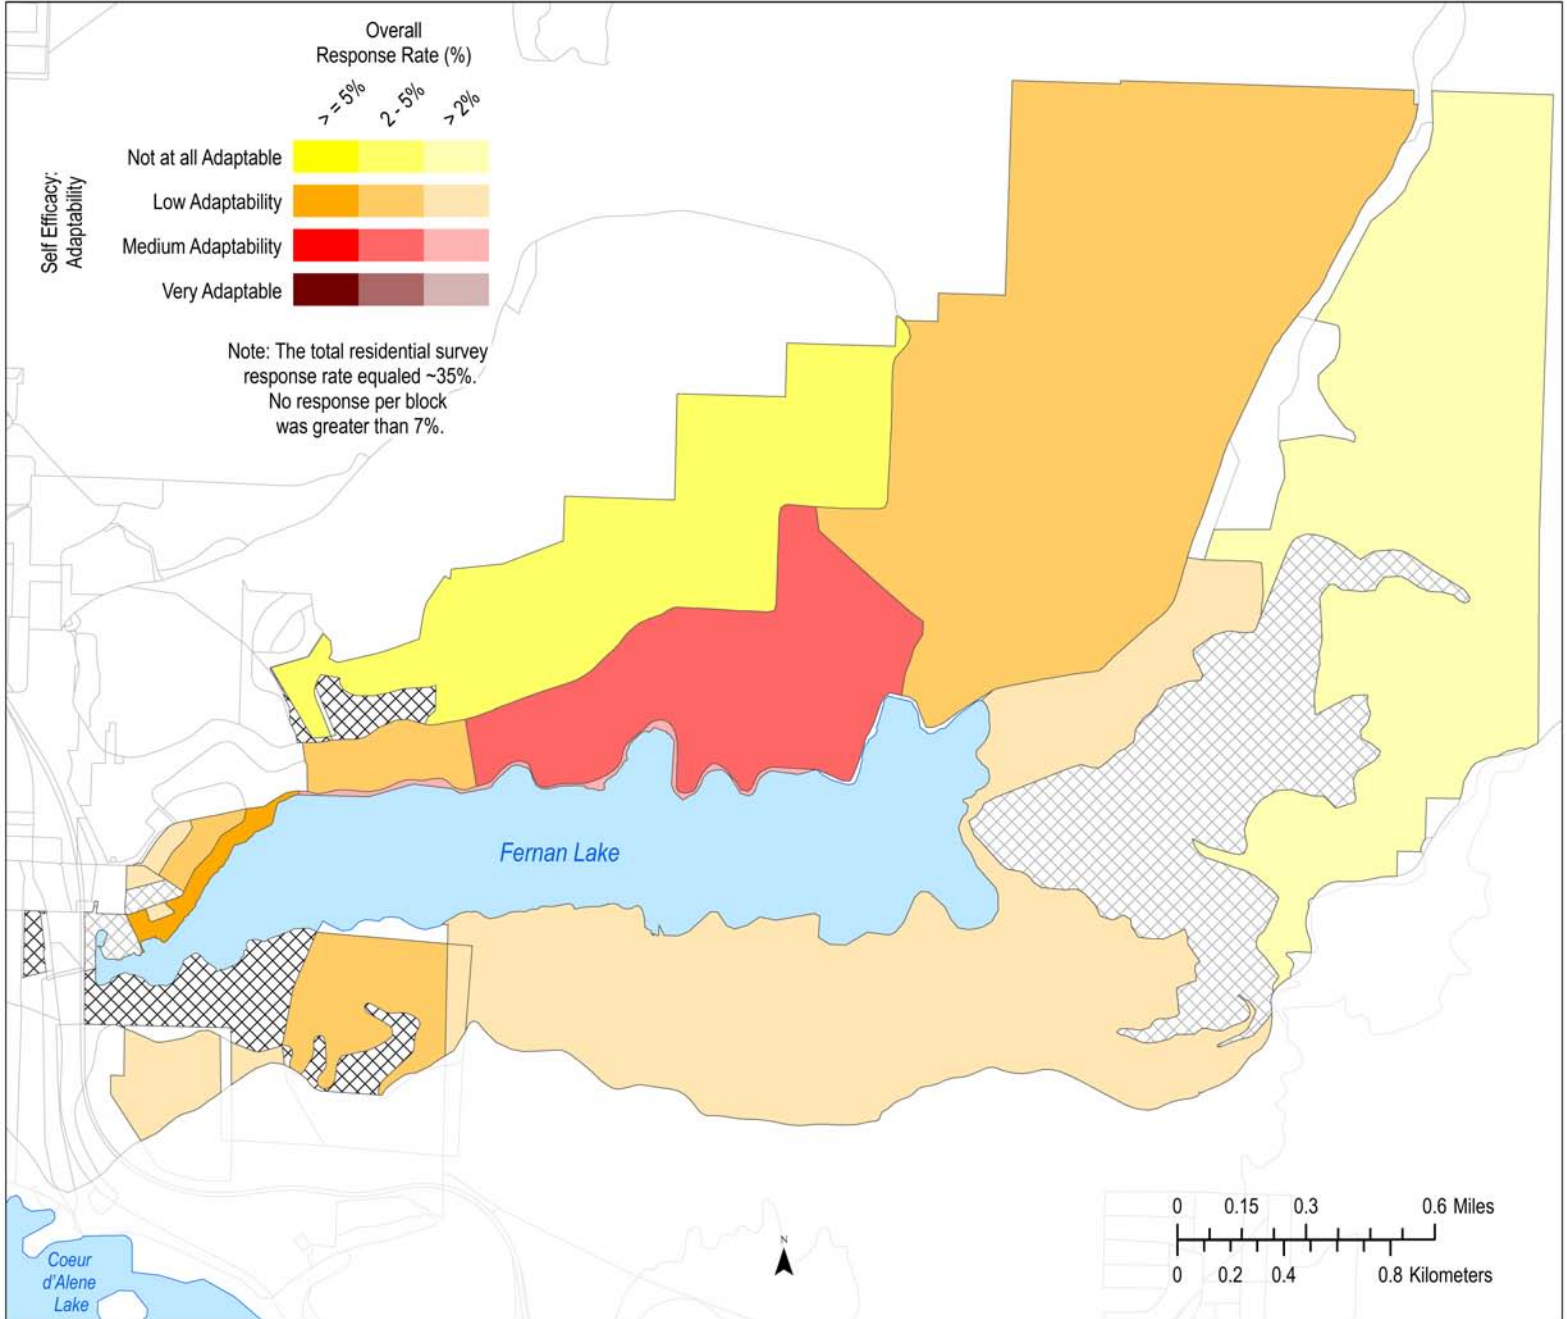 Overall
Response Rate (%)
> = 5%
2 - 5%
> 2%
Self Efficacy:
Adaptability
Not at all Adaptable
Low Adaptability
Medium Adaptability
Very Adaptable
Note: The total residential survey
response rate equaled ~35%.
No response per block
was greater than 7%.
Fernan Lake
Coeur
d'Alene
Lake
N
0 0.15 0.3 0.6 Miles
0 0.2 0.4 0.8 Kilometers